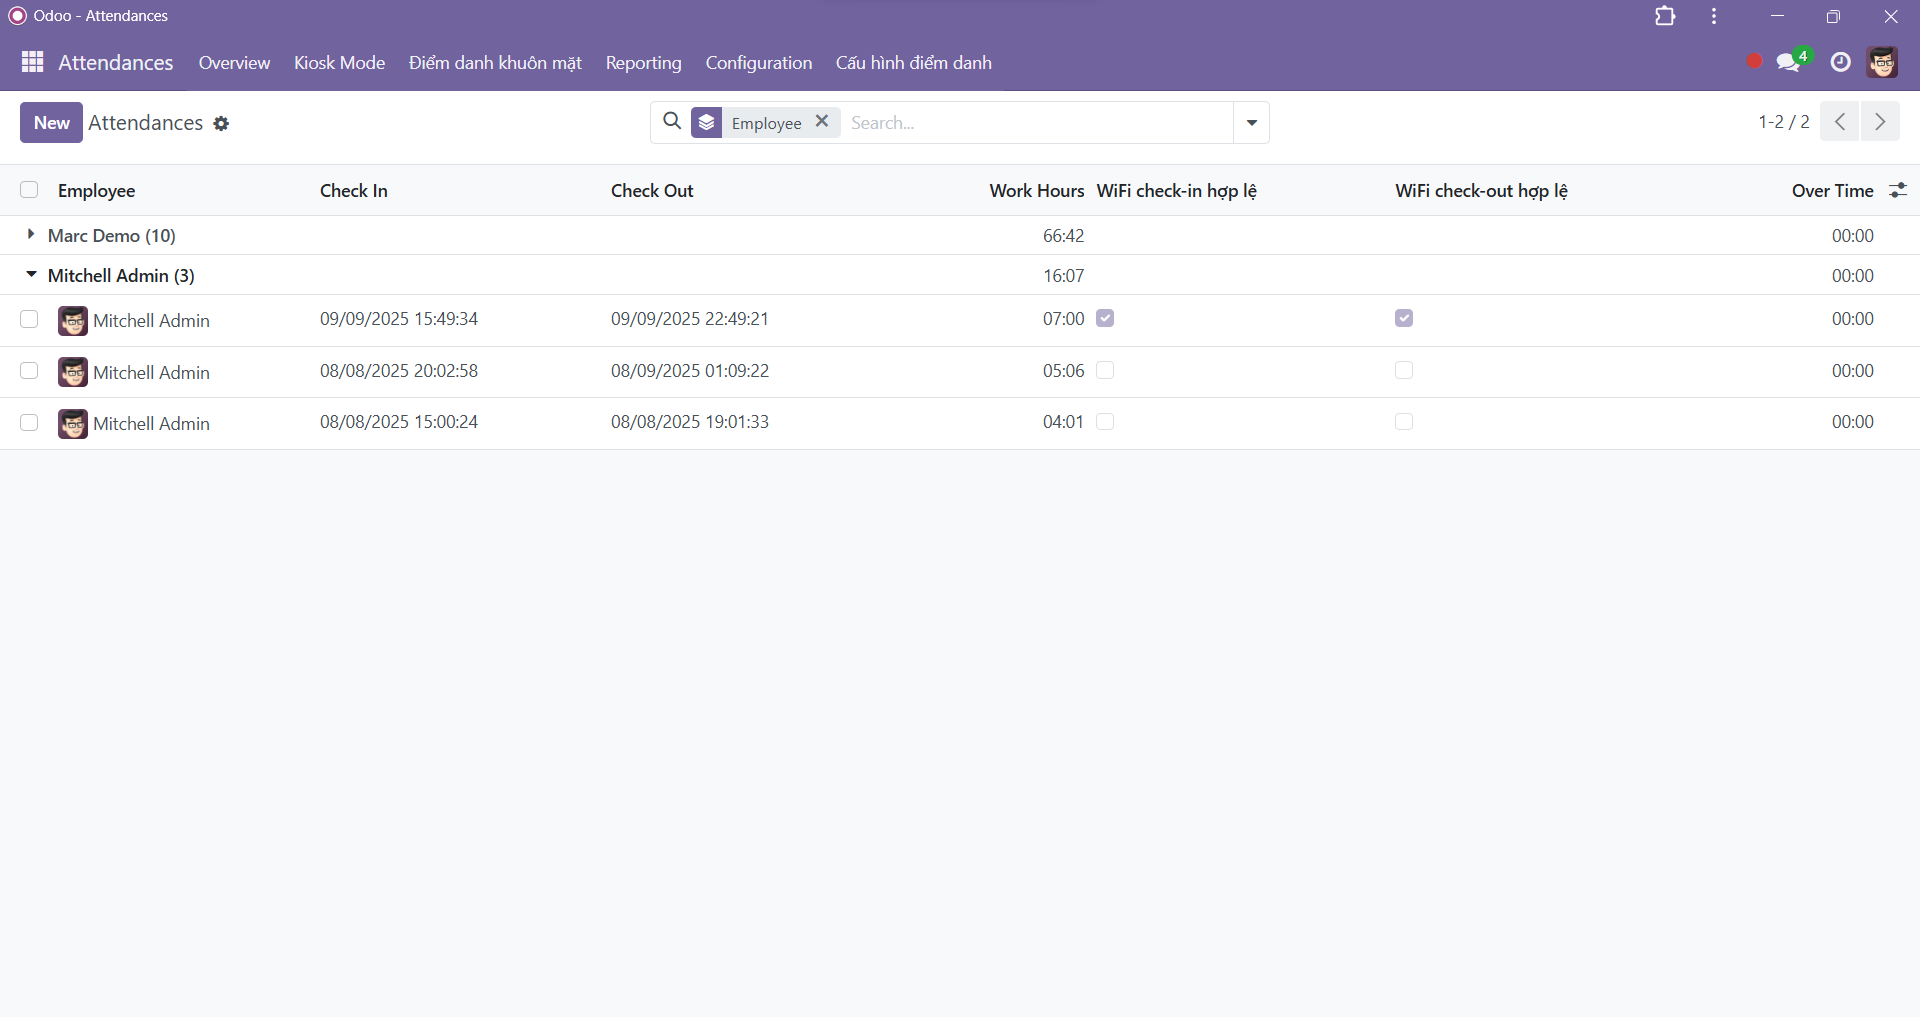 Odoo - Attendances
Attendances Overview Kiosk Mode Điểm danh khuôn mặt Reporting Configuration Cấu hình điểm danh 4
New Attendances Employee Search... 1-2 / 2
Employee Check In Check Out Work Hours WiFi check-in hợp lệ WiFi check-out hợp lệ Over Time
Marc Demo (10) 66:42 00:00
Mitchell Admin (3) 16:07 00:00
Mitchell Admin 09/09/2025 15:49:34 09/09/2025 22:49:21 07:00 00:00
Mitchell Admin 08/08/2025 20:02:58 08/09/2025 01:09:22 05:06 00:00
Mitchell Admin 08/08/2025 15:00:24 08/08/2025 19:01:33 04:01 00:00